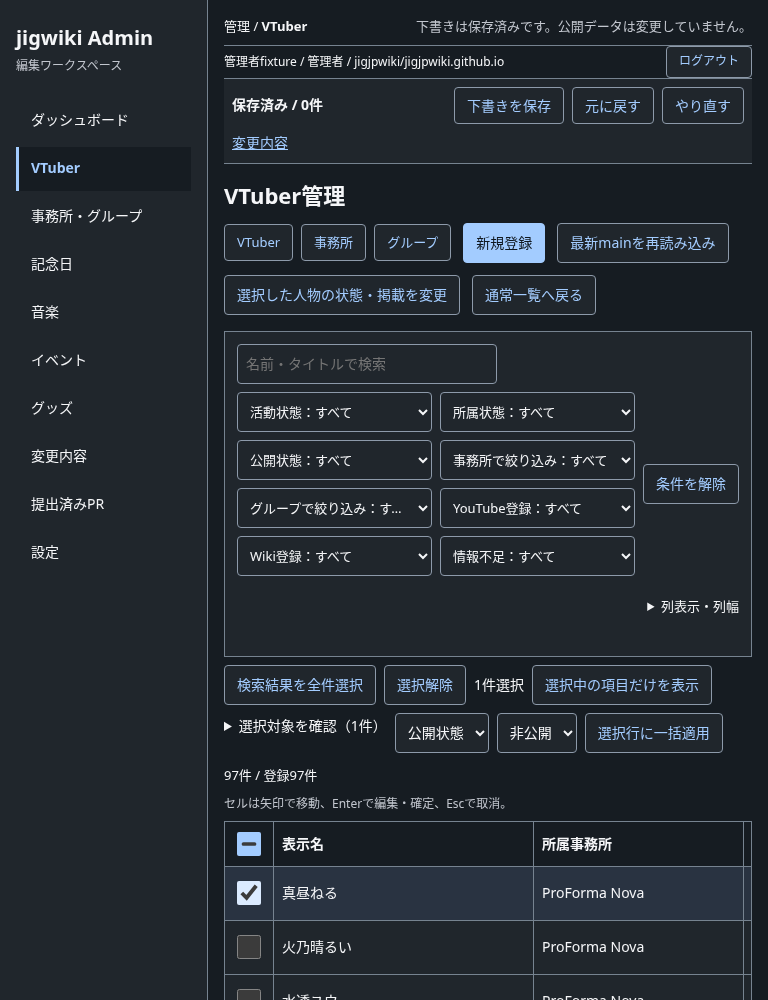 jigwiki Admin
編集ワークスペース
ダッシュボード
VTuber
事務所・グループ
記念日
音楽
イベント
グッズ
変更内容
提出済みPR
設定
管理 / VTuber
下書きは保存済みです。公開データは変更していません。
管理者fixture / 管理者 / jigjpwiki/jigjpwiki.github.io
ログアウト
保存済み / 0件
下書きを保存
元に戻す
やり直す
変更内容
VTuber管理
VTuber
事務所
グループ
新規登録
最新mainを再読み込み
選択した人物の状態・掲載を変更
通常一覧へ戻る
名前・タイトルで検索
活動状態：すべて
所属状態：すべて
公開状態：すべて
事務所で絞り込み：すべて
グループで絞り込み：す...
YouTube登録：すべて
Wiki登録：すべて
情報不足：すべて
条件を解除
▶ 列表示・列幅
検索結果を全件選択
選択解除
1件選択
選択中の項目だけを表示
▶ 選択対象を確認（1件）
公開状態
非公開
選択行に一括適用
97件 / 登録97件
セルは矢印で移動、Enterで編集・確定、Escで取消。
表示名
所属事務所
真昼ねる
ProForma Nova
火乃晴るい
ProForma Nova